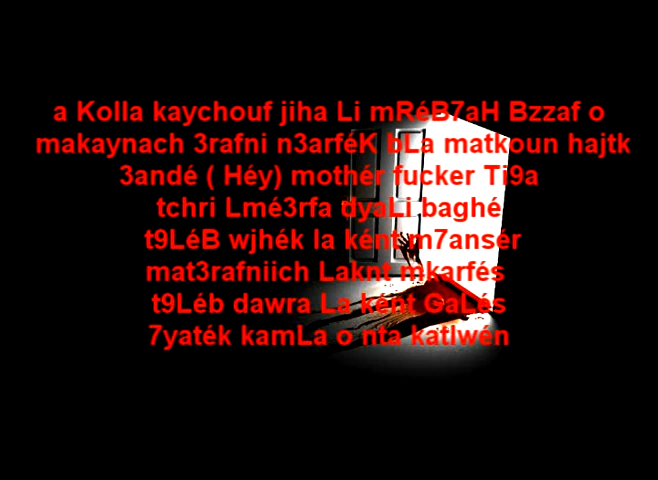 a Kolla kaychouf jiha Li mRéB7aH Bzzaf o
makaynach 3rafni n3arféK bLa matkoun hajtk
3andé ( Héy) mothér fucker Ti9a
tchri Lmé3rfa dyaLi baghé
t9LéB wjhék laként m7ansér
mat3rafniich Laknt mkarfés
t9Léb dawra La ként GaLés
7yaték kamLa o nta katlwén